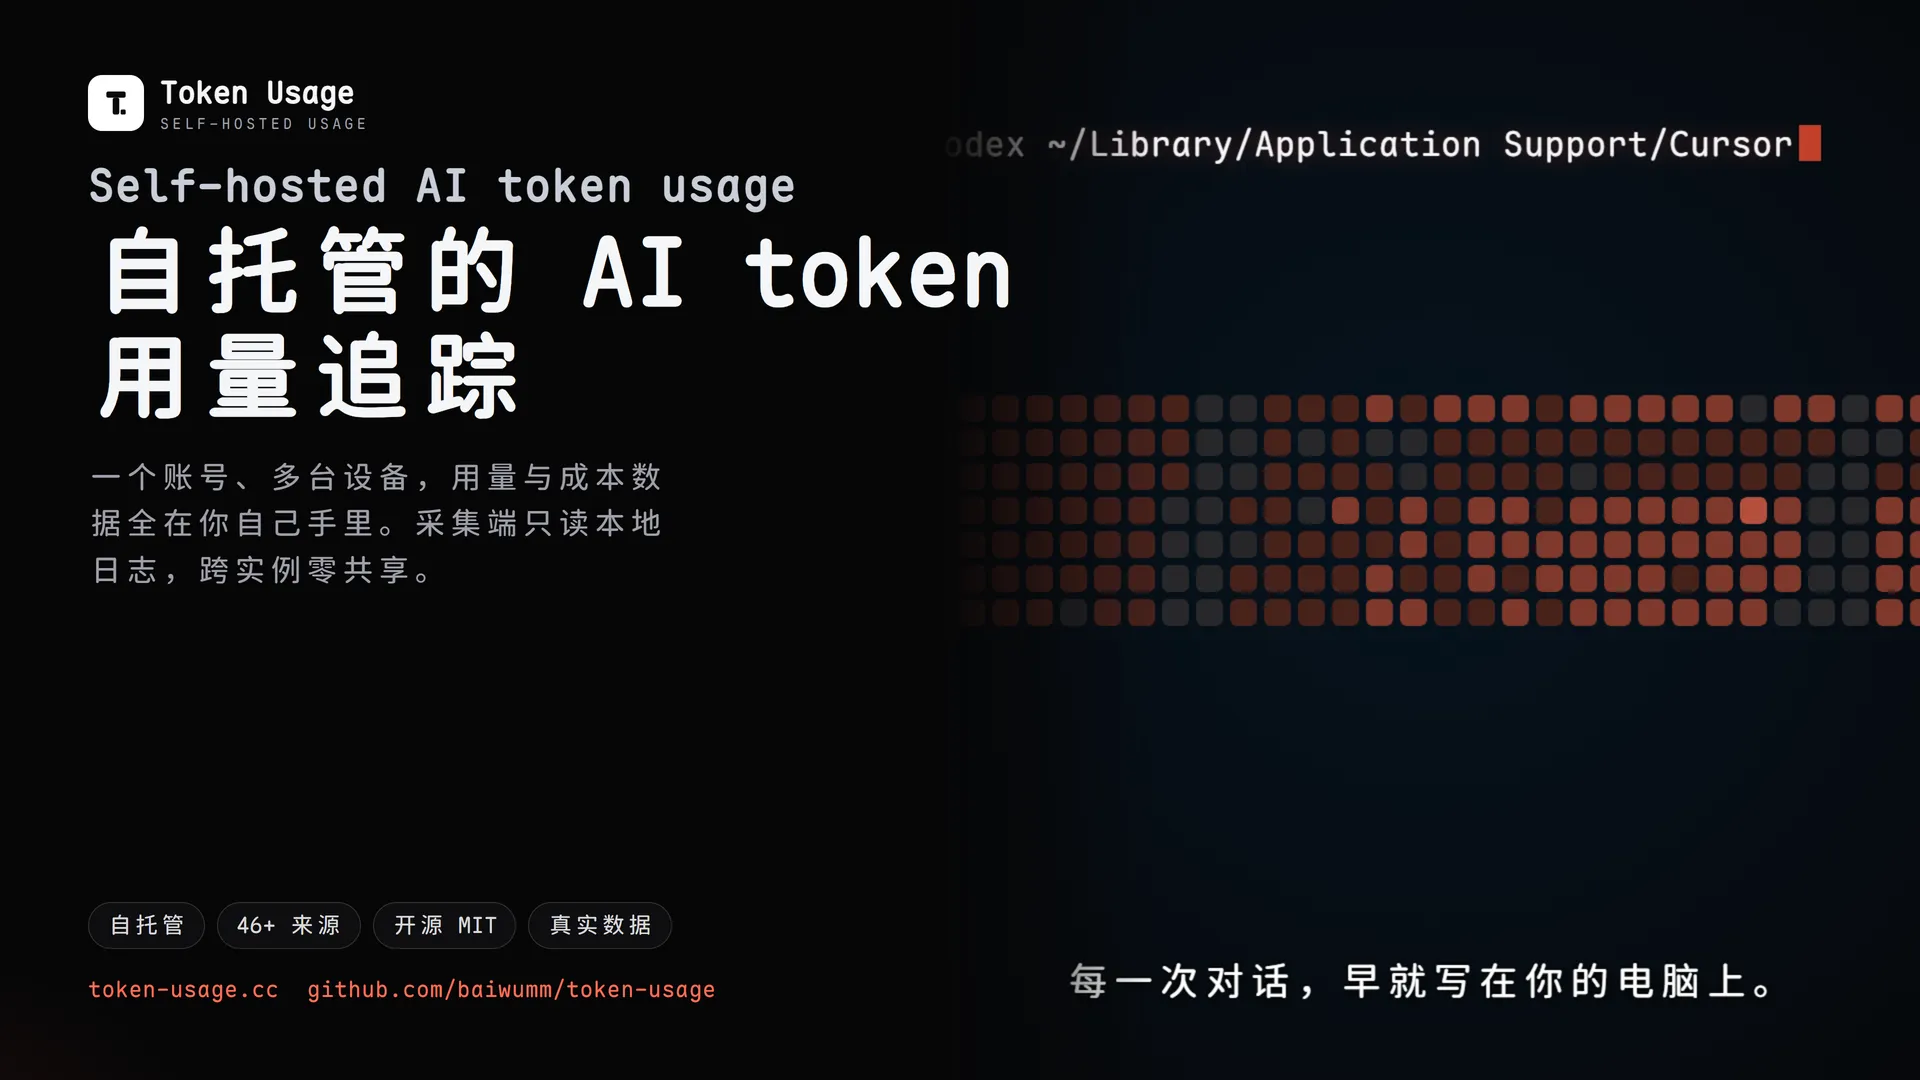 Token Usage
SELF-HOSTED USAGE
Self-hosted AI token usage
自托管的 AI token
用量追踪
一个账号、多台设备，用量与成本数
据全在你自己手里。采集端只读本地
日志，跨实例零共享。
自托管
46+ 来源
开源 MIT
真实数据
token-usage.cc github.com/baiwumm/token-usage
~/Library/Application Support/Cursor
每一次对话，早就写在你的电脑上。